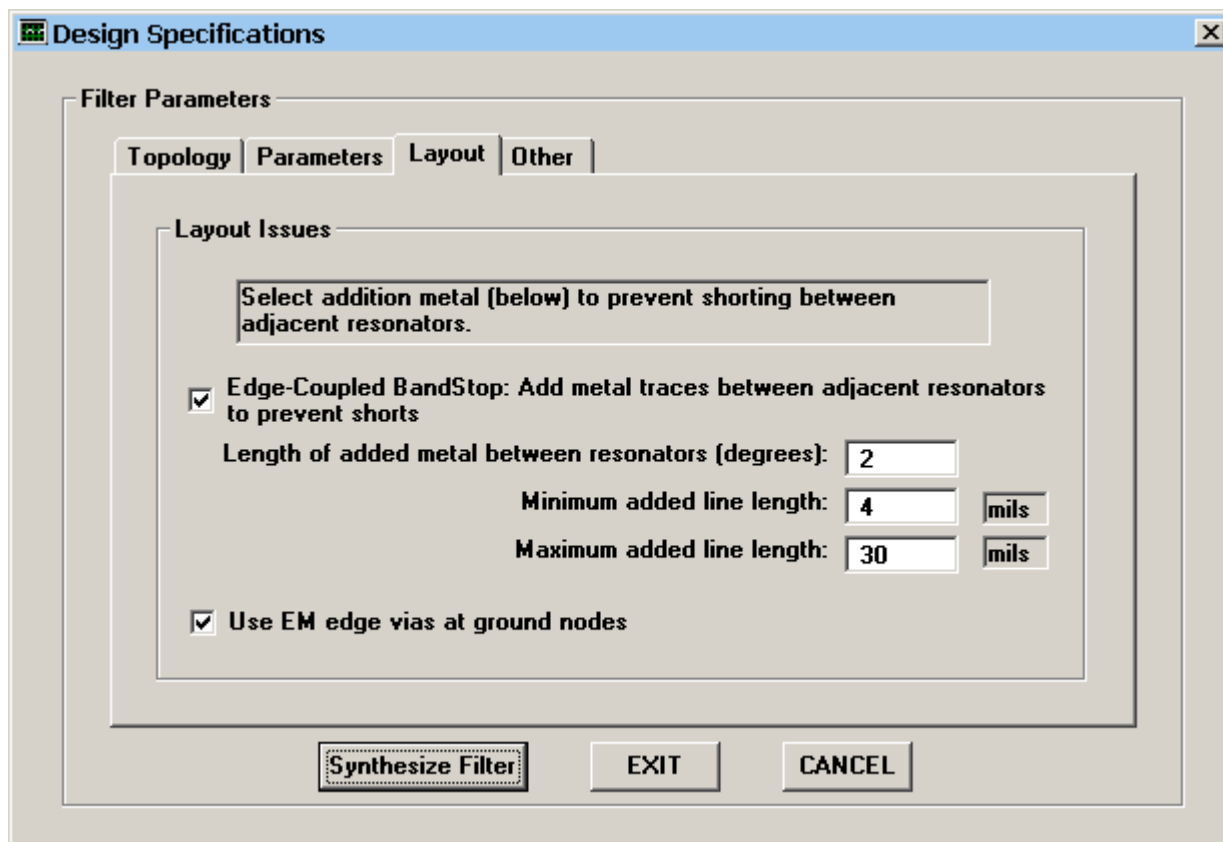 Design Specifications
Filter Parameters
Topology Parameters Layout Other
Layout Issues
Select addition metal (below) to prevent shorting between
adjacent resonators.
Edge-Coupled BandStop: Add metal traces between adjacent resonators
to prevent shorts
Length of added metal between resonators (degrees): 2
Minimum added line length: 4 mils
Maximum added line length: 30 mils
Use EM edge vias at ground nodes
Synthesize Filter EXIT CANCEL